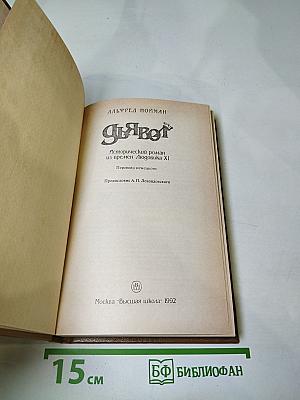 АЛЬФРЕД НОЙМАН
ДЬЯВОЛ
Исторический роман
из времен Людовика XI
Перевод с немецкого
Предисловие А.П. Левандовского
Москва "Высшая школа" 1992
15 см
БФ БИБЛИОФАН